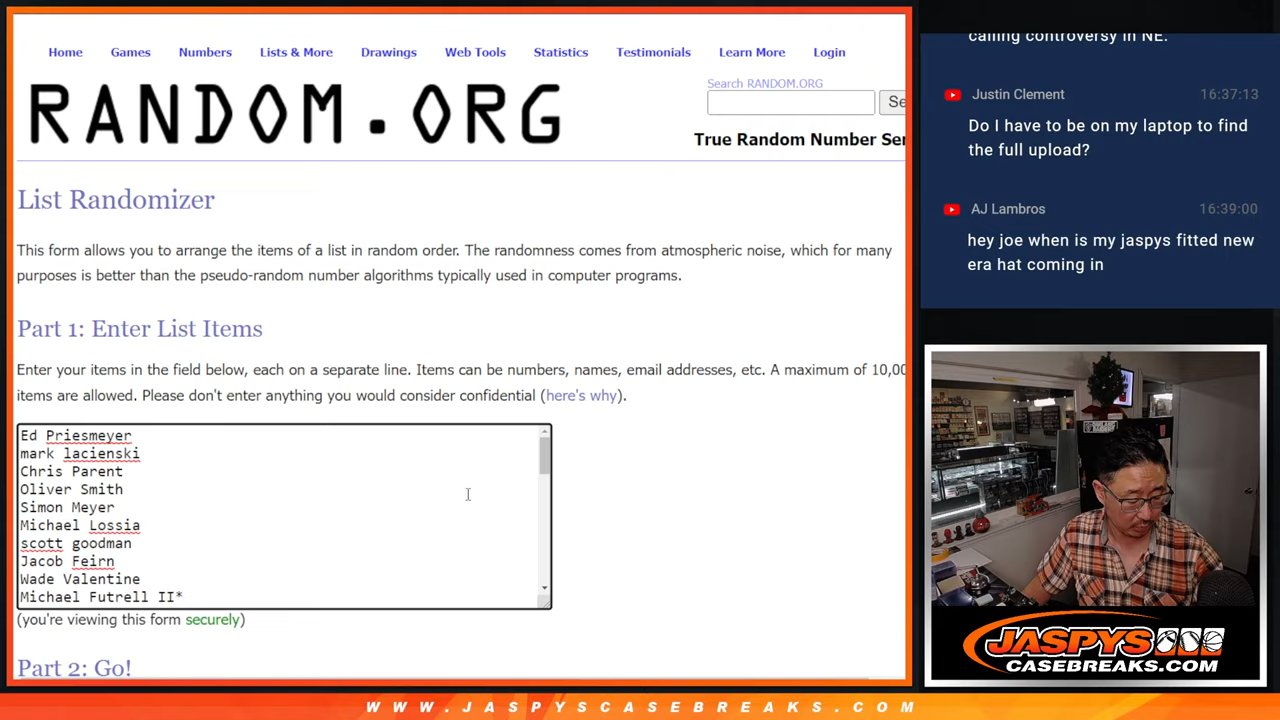 Home Games Numbers Lists & More Drawings Web Tools Statistics Testimonials Learn More Login
RANDOM.ORG
Search RANDOM.ORG
Se
True Random Number Ser
List Randomizer
This form allows you to arrange the items of a list in random order. The randomness comes from atmospheric noise, which for many
purposes is better than the pseudo-random number algorithms typically used in computer programs.
Part 1: Enter List Items
Enter your items in the field below, each on a separate line. Items can be numbers, names, email addresses, etc. A maximum of 10,00
items are allowed. Please don't enter anything you would consider confidential (here's why).
Ed Priesmeyer
mark lacienski
Chris Parent
Oliver Smith
Simon Meyer
Michael Lossia
scott goodman
Jacob Feirn
Wade Valentine
Michael Futrell II*
(you're viewing this form securely)
Part 2: Go!
calling controversy in NE.
Justin Clement 16:37:13
Do I have to be on my laptop to find
the full upload?
AJ Lambros 16:39:00
hey joe when is my jaspys fitted new
era hat coming in
JASPYS
CASEBREAKS.COM
WWW.JASPYSCASEBREAKS.COM